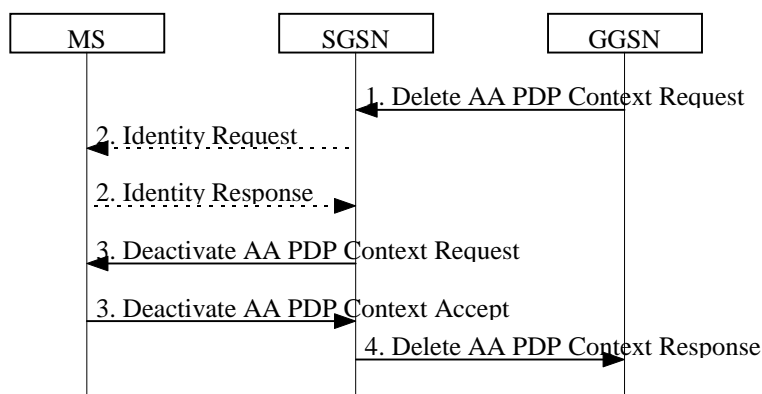 MS SGSN GGSN
1. Delete AA PDP Context Request
2. Identity Request
2. Identity Response
3. Deactivate AA PDP Context Request
3. Deactivate AA PDP Context Accept
4. Delete AA PDP Context Response